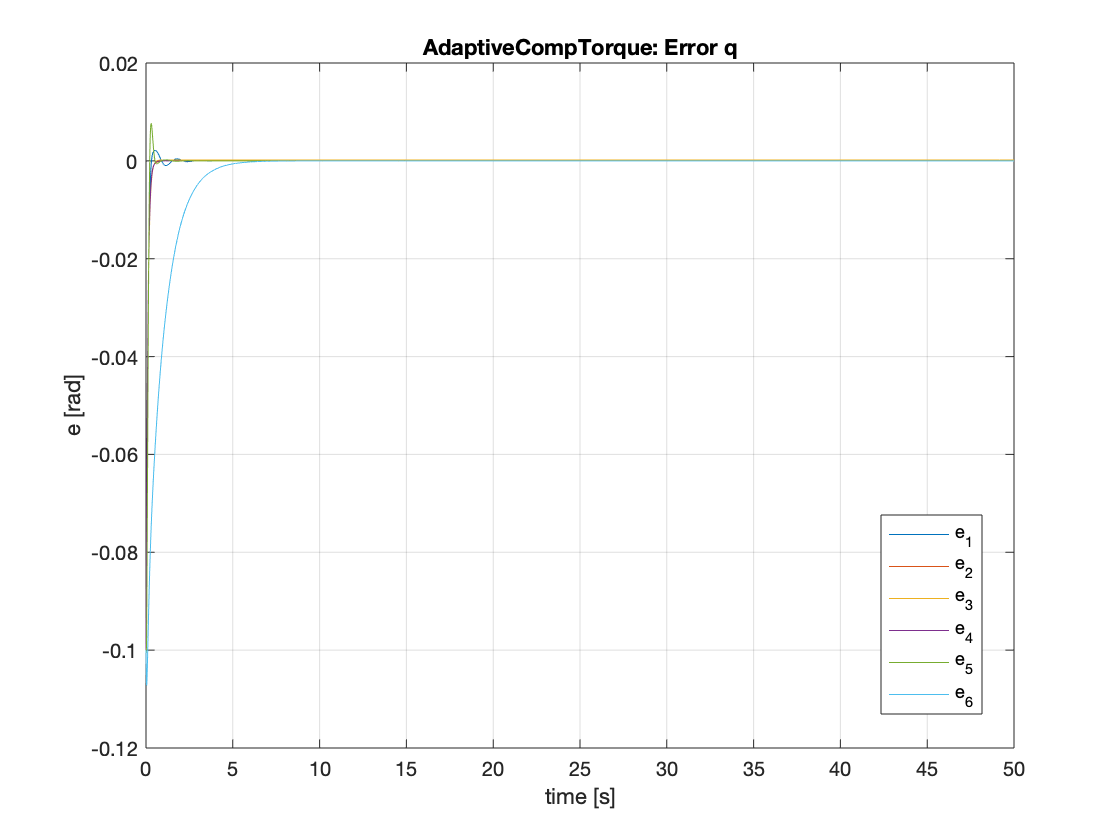 AdaptiveCompTorque: Error q
0.02
0
-0.02
-0.04
-0.06
-0.08
-0.1
-0.12
e [rad]
0 5 10 15 20 25 30 35 40 45 50
time [s]
e1
e2
e3
e4
e5
e6